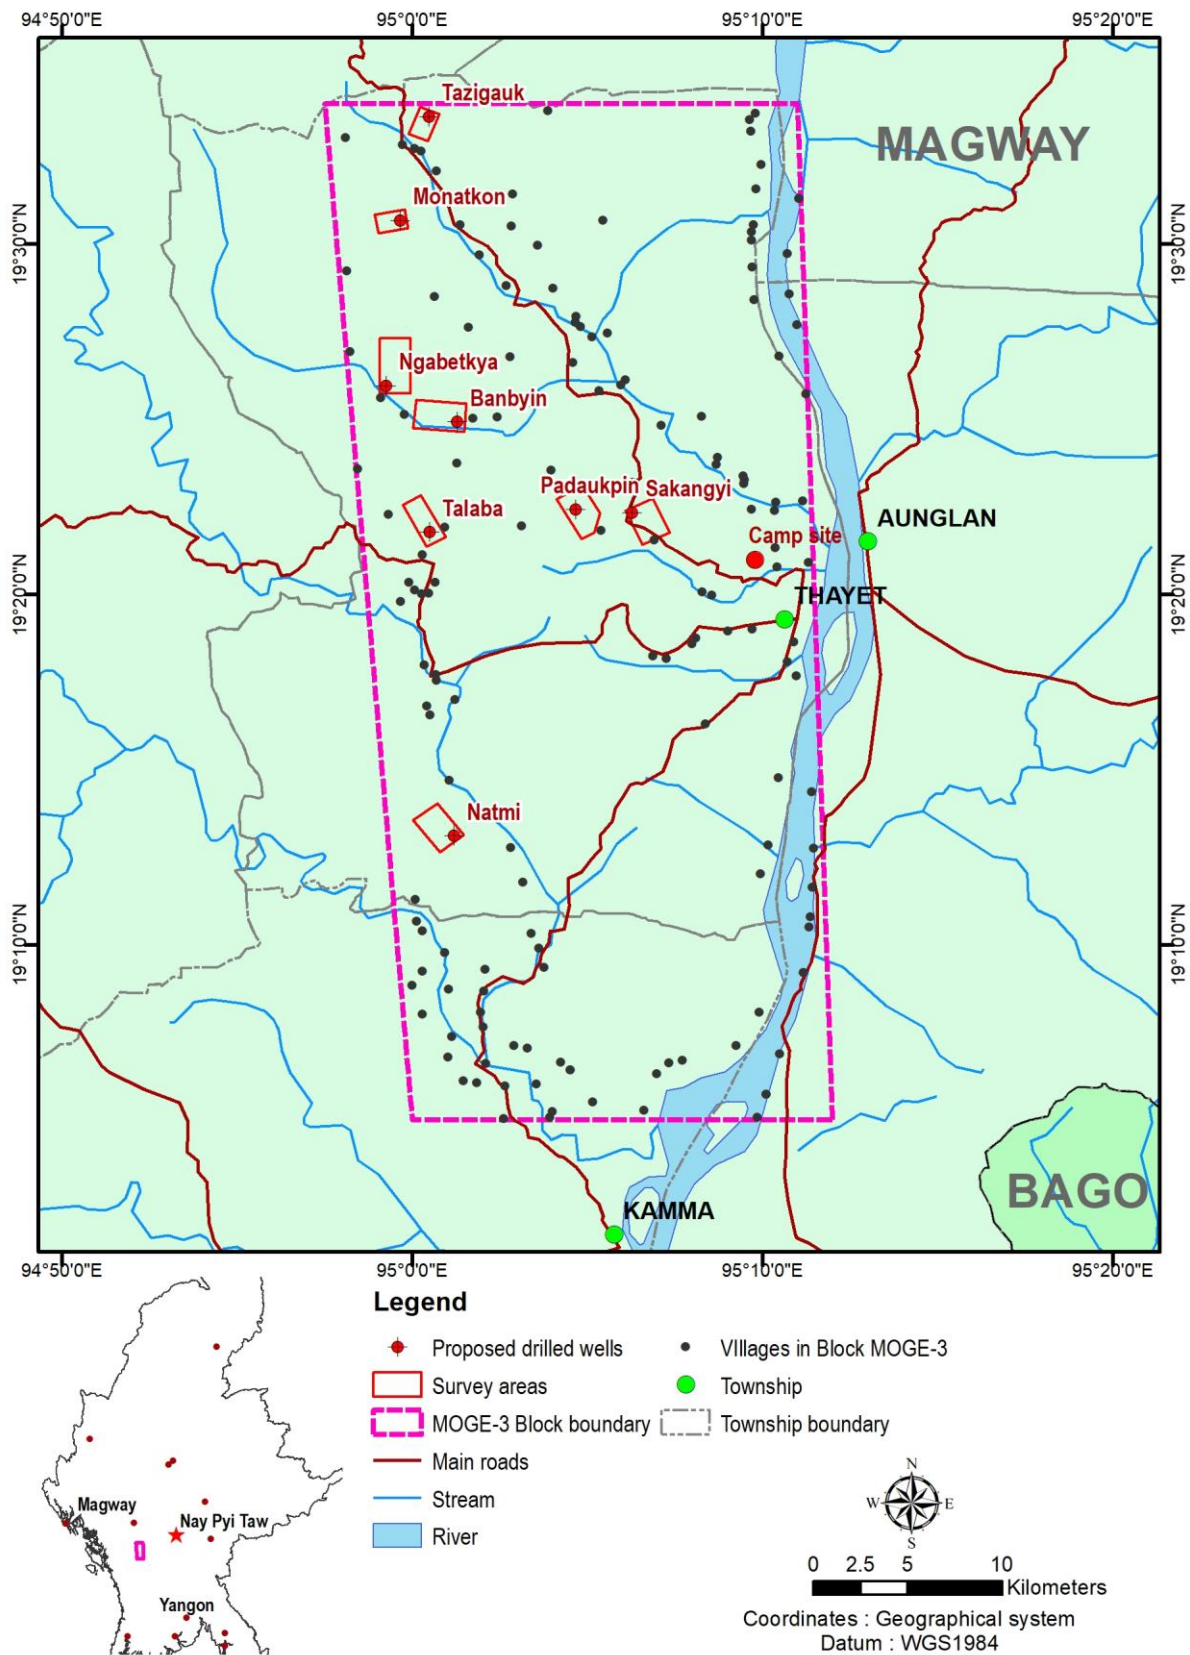 94°50'0"E 95°0'0"E 95°10'0"E 95°20'0"E
Tazigauk
MAGWAY
Monatkon
19°30'0"N 19°30'0"N
Ngabetkya
Banbyin
Padaukpin Sakangyi
Talaba
AUNGLAN
Camp site
19°20'0"N THAYET 19°20'0"N
Natmi
19°10'0"N 19°10'0"N
BAGO
KAMMA
94°50'0"E 95°0'0"E 95°10'0"E 95°20'0"E
Legend
Proposed drilled wells
VIllages in Block MOGE-3
Survey areas
Township
MOGE-3 Block boundary
Township boundary
Main roads
Stream
River
Magway
Nay Pyi Taw
Yangon
N
W E
S
0 2.5 5 10
Kilometers
Coordinates : Geographical system
Datum : WGS1984